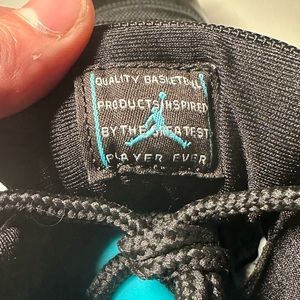 QUALITY BASKETBALL
PRODUCTS INSPIRED
BY THE GREATEST
PLAYER EVER